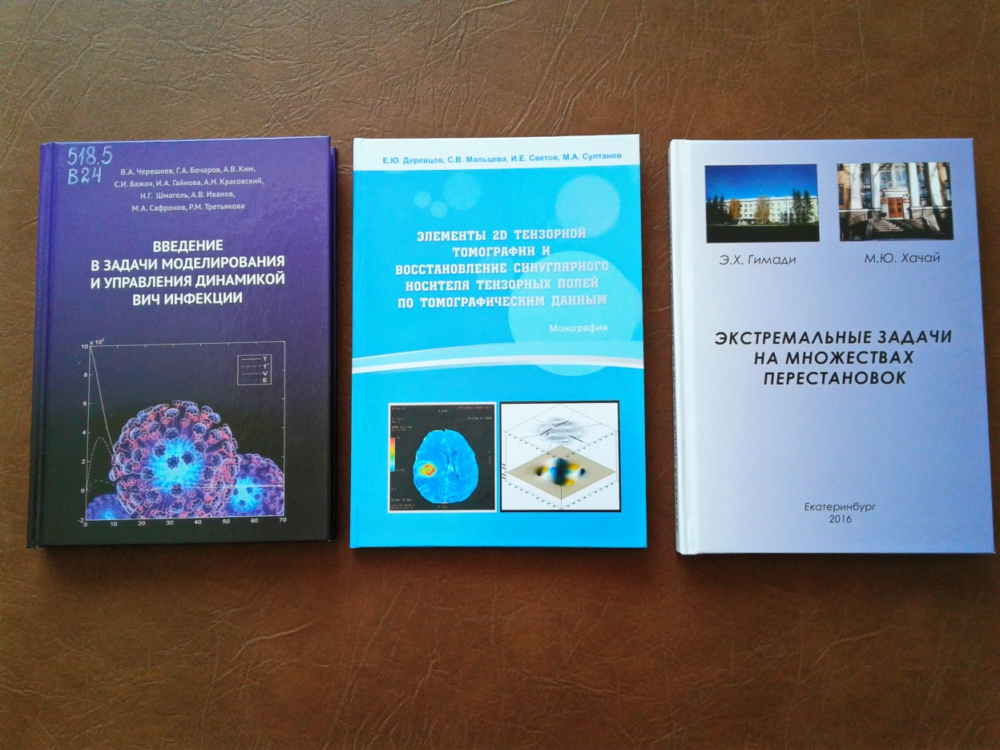 518.5
В24
В.А. Черешнев, Г.А. Бочаров, А.В. Ким,
С.И. Бажан, И.А. Гайнова, А.Н. Красовский,
Н.Г. Шмагель, А.В. Иванов,
М.А. Сафронов, Р.М. Третьякова
ВВЕДЕНИЕ
В ЗАДАЧИ МОДЕЛИРОВАНИЯ
И УПРАВЛЕНИЯ ДИНАМИКОЙ
ВИЧ ИНФЕКЦИИ
10
8
6
4
2
0
-2
0 10 20 30 40 50 60 70
T
T
V
E
Е.Ю. Деревцов, С.В. Мальцева, И.Е. Светов, М.А. Султанов
ЭЛЕМЕНТЫ 2D ТЕНЗОРНОЙ
ТОМОГРАФИИ И
ВОССТАНОВЛЕНИЕ СИНУГЛЯРНОГО
НОСИТЕЛЯ ТЕНЗОРНЫХ ПОЛЕЙ
ПО ТОМОГРАФИЧЕСКИМ ДАННЫМ
Монография
Э.Х. Гимади
М.Ю. Хачай
ЭКСТРЕМАЛЬНЫЕ ЗАДАЧИ
НА МНОЖЕСТВАХ
ПЕРЕСТАНОВОК
Екатеринбург
2016